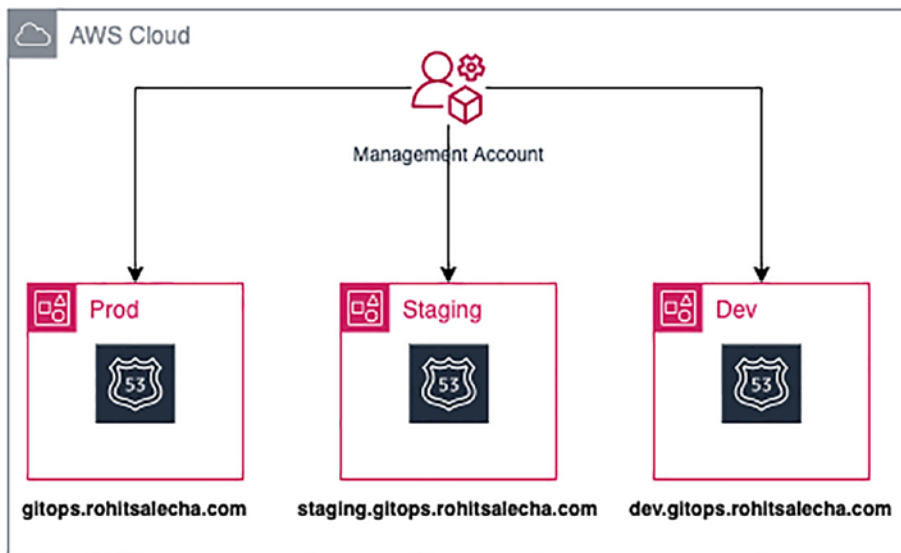 AWS Cloud
Management Account
Prod
Staging
Dev
53
53
53
gitops.rohitsalecha.com
staging.gitops.rohitsalecha.com
dev.gitops.rohitsalecha.com